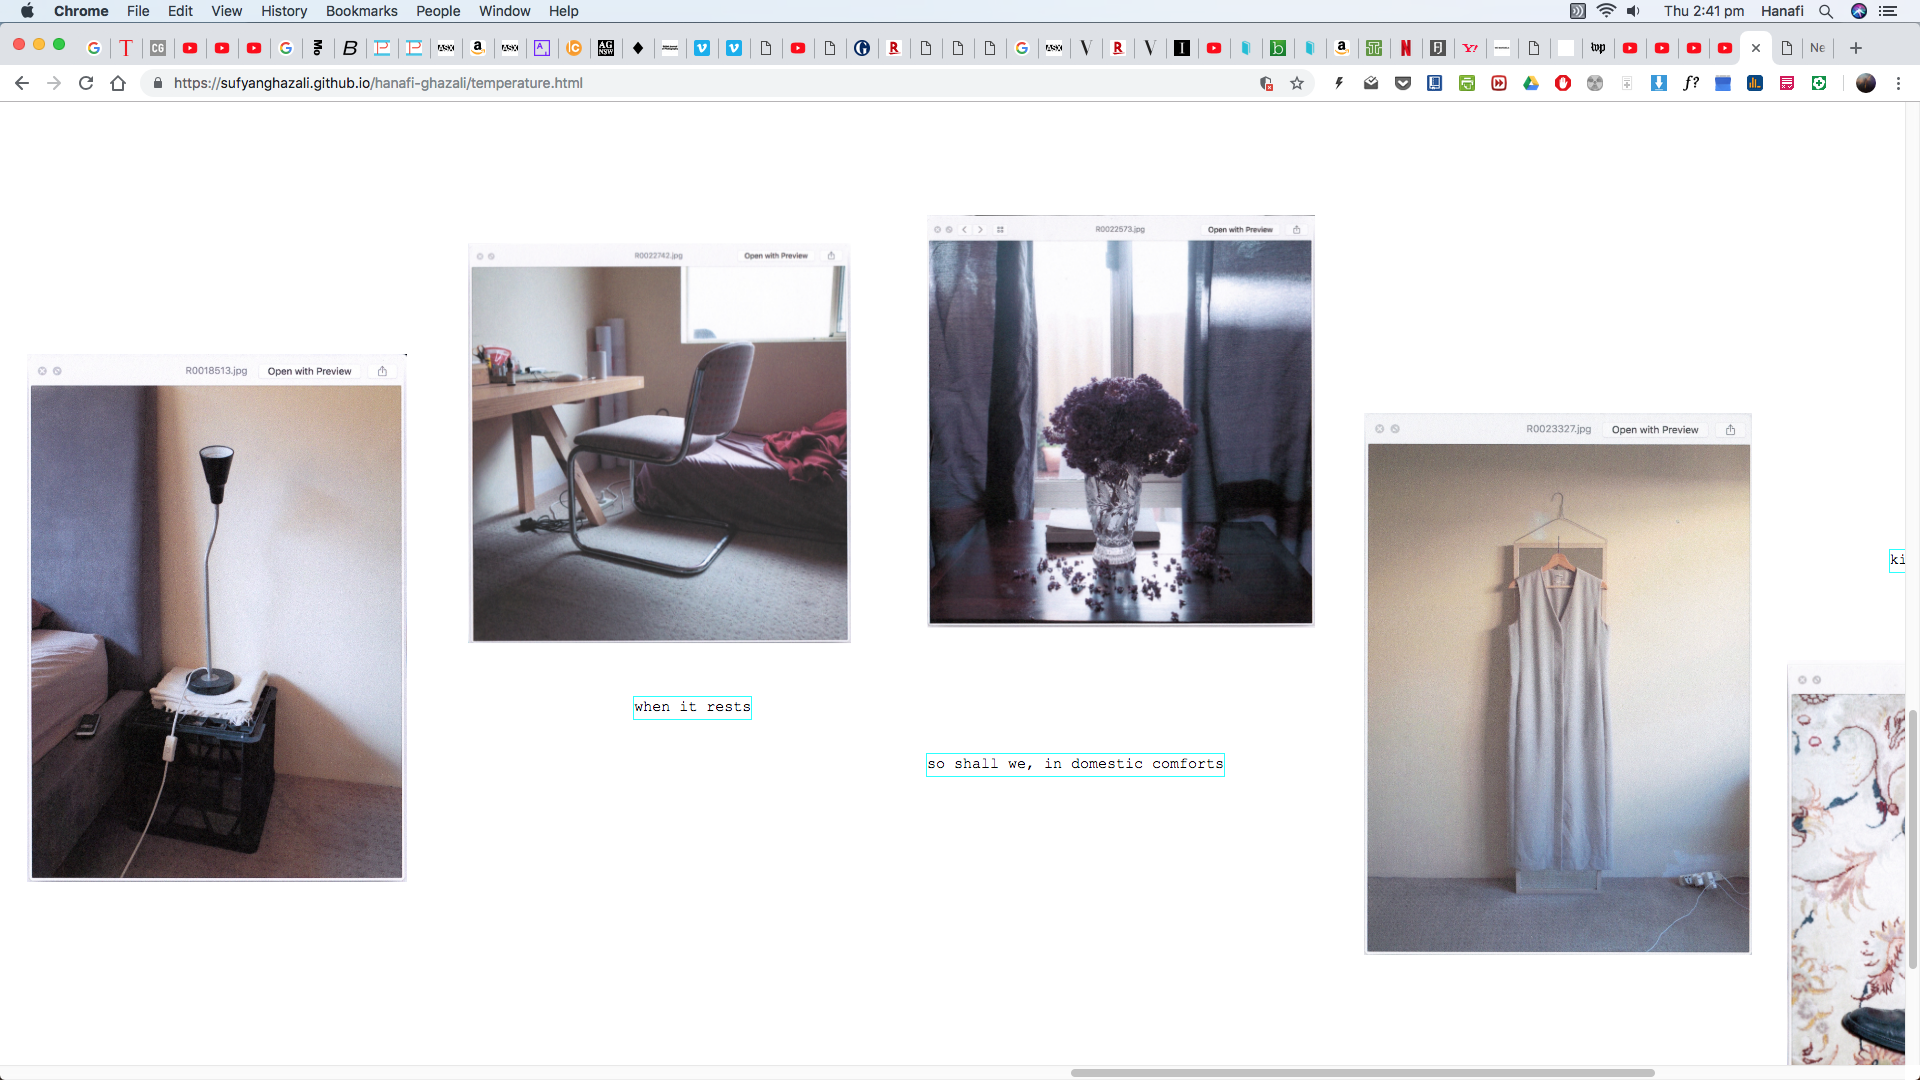 Chrome File Edit View History Bookmarks People Window Help
Thu 2:41 pm Hanafi
https://sufyanghazali.github.io/hanafi-ghazali/temperature.html
R0022573.jpg Open with Preview
R0022742.jpg Open with Preview
R0018513.jpg Open with Preview
R0023327.jpg Open with Preview
ki
when it rests
so shall we, in domestic comforts